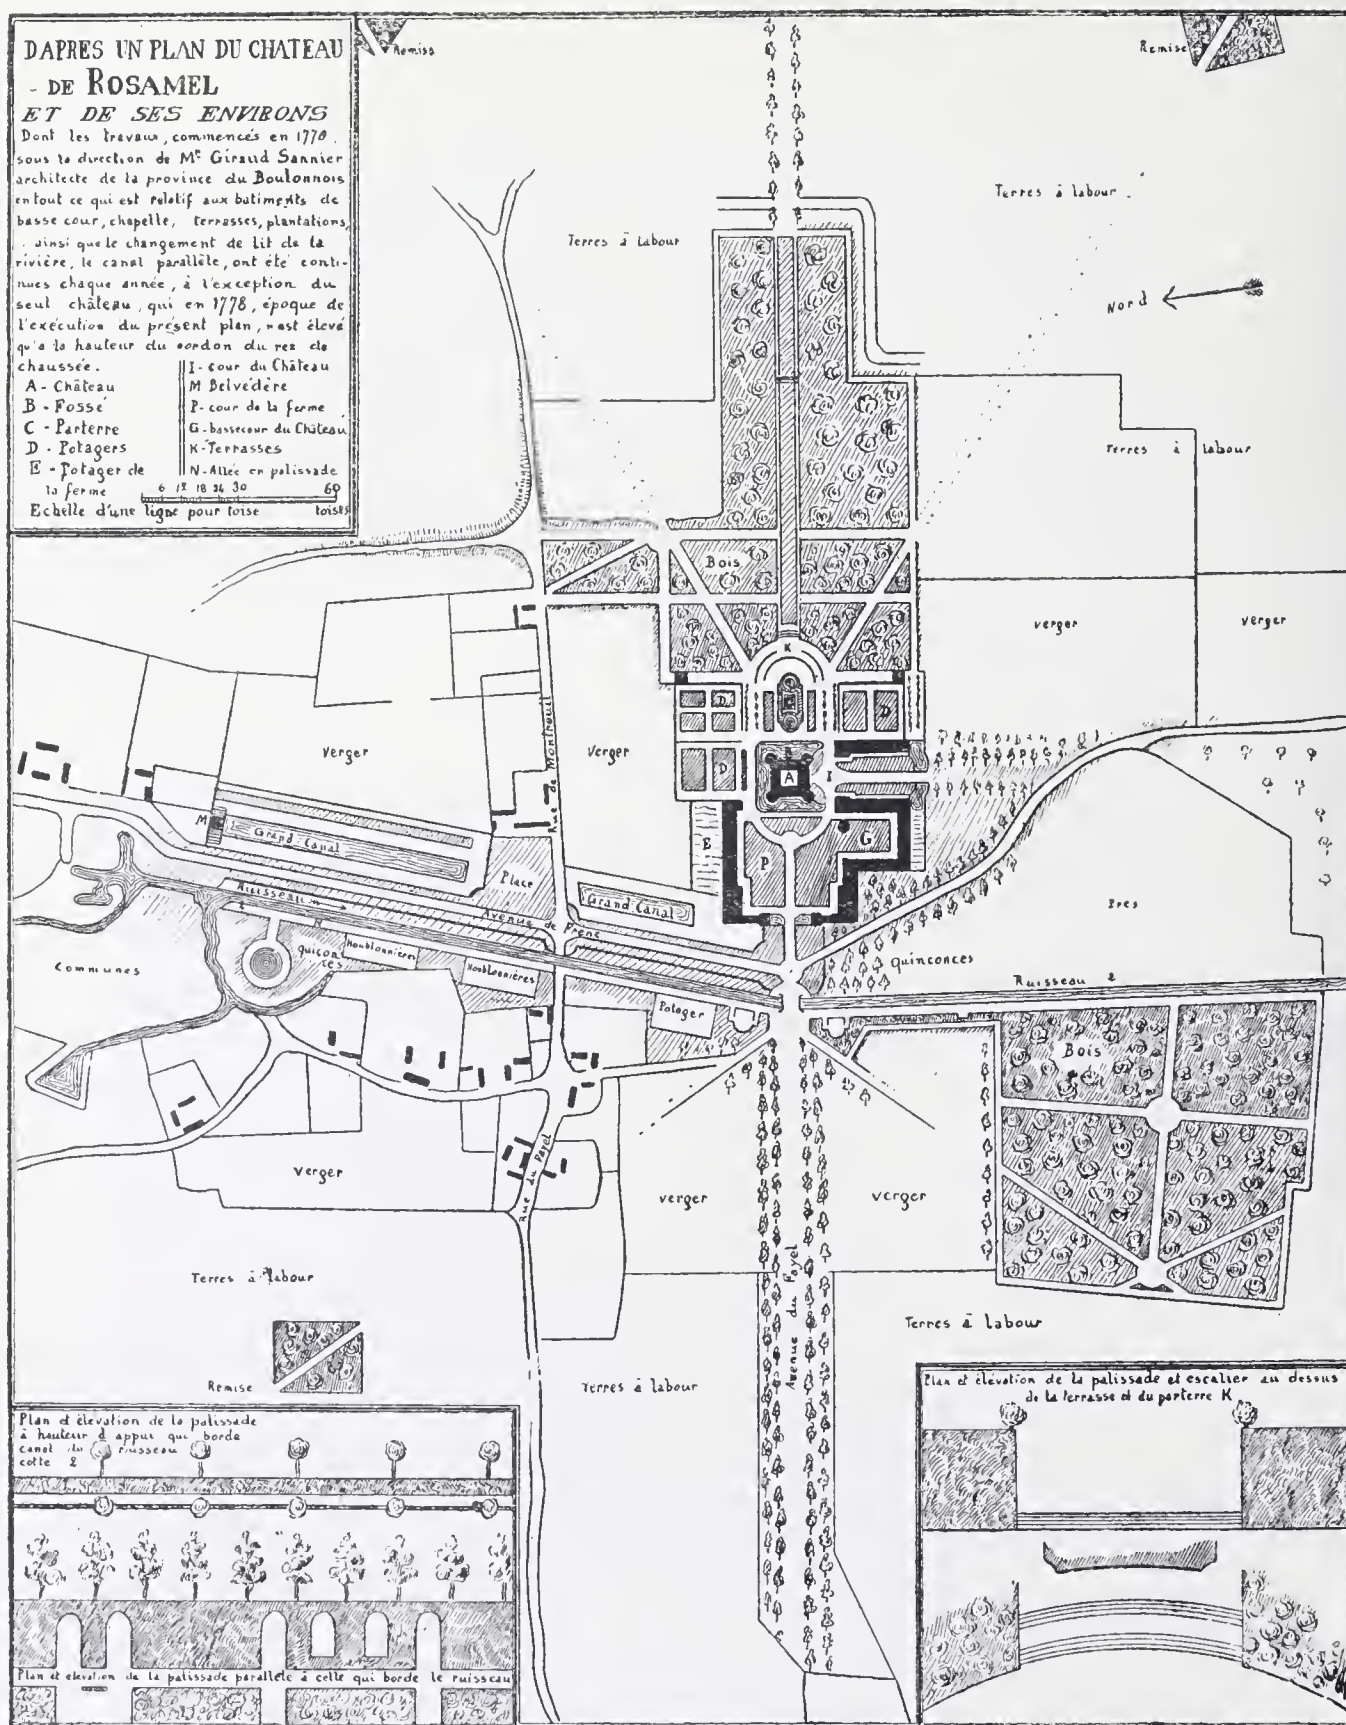 DAPRES UN PLAN DU CHATEAU
- DE ROSAMEL
ET DE SES ENVIRONS
Dont les travaux, commencés en 1770
sous la direction de Mr Giraud Sannier
architecte de la province du Boulonnois
en tout ce qui est relatif aux batiments de
basse cour, chapelle, terrasses, plantations,
ainsi que le changement de lit de la
rivière, le canal parallèle, ont été conti-
nues chaque année, à l'exception du
seul château, qui en 1778, époque de
l'exécution du présent plan, n'est élevé
qu'a la hauteur du cordon du rez de
chaussée.
A - Château
B - Fossé
C - Parterre
D - Potagers
E - Potager de
la ferme
I - cour du Château
M Belvédère
P - cour de la ferme
G - bassecour du Château
K - Terrasses
N - Allée en palissade
6 12 18 24 30 60
Echelle d'une ligne pour toise toises
Remise
Remise
Terres à labour
Terres à labour
Nord
Terres à labour
Bois
verger
verger
K
D
D
D
B
A
I
E
P
G
Verger
Verger
Rue de Montreuil
M
Grand Canal
Place
Ruisseau
2
Avenue de Frene
Grand Canal
Pres
quinconces
Ruisseau 2
Communes
quicon
ces
Houblonnières
Houblonnières
Potager
Bois
Verger
Rue du Payel
verger
verger
Avenue du Payel
Terres à labour
Terres à labour
Remise
Terres à labour
Plan et élevation de la palissade
à hauteur d appui qui borde
canal du ruisseau
cotte 2
Plan et elevation de la palissade parallèle à celle qui borde le ruisseau
Plan et élévation de la palissade et escalier au dessus
de la terrasse et du parterre K